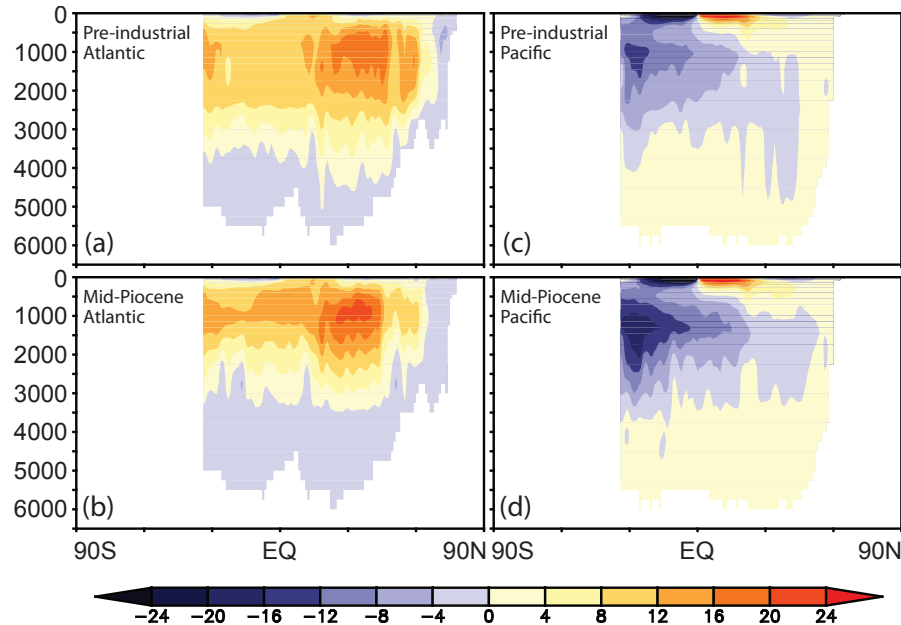 0
1000
2000
3000
4000
5000
6000
Pre-industrial
Atlantic
(a)
Pre-industrial
Pacific
(c)
0
1000
2000
3000
4000
5000
6000
Mid-Piocene
Atlantic
(b)
Mid-Piocene
Pacific
(d)
90S EQ 90N
90S EQ 90N
−24 −20 −16 −12 −8 −4 0 4 8 12 16 20 24